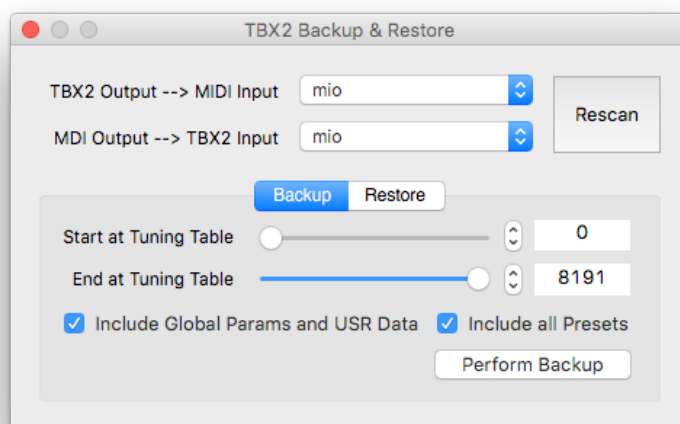 TBX2 Backup & Restore
TBX2 Output --> MIDI Input mio
Rescan
MDI Output --> TBX2 Input mio
Backup Restore
Start at Tuning Table 0
End at Tuning Table 8191
Include Global Params and USR Data Include all Presets
Perform Backup